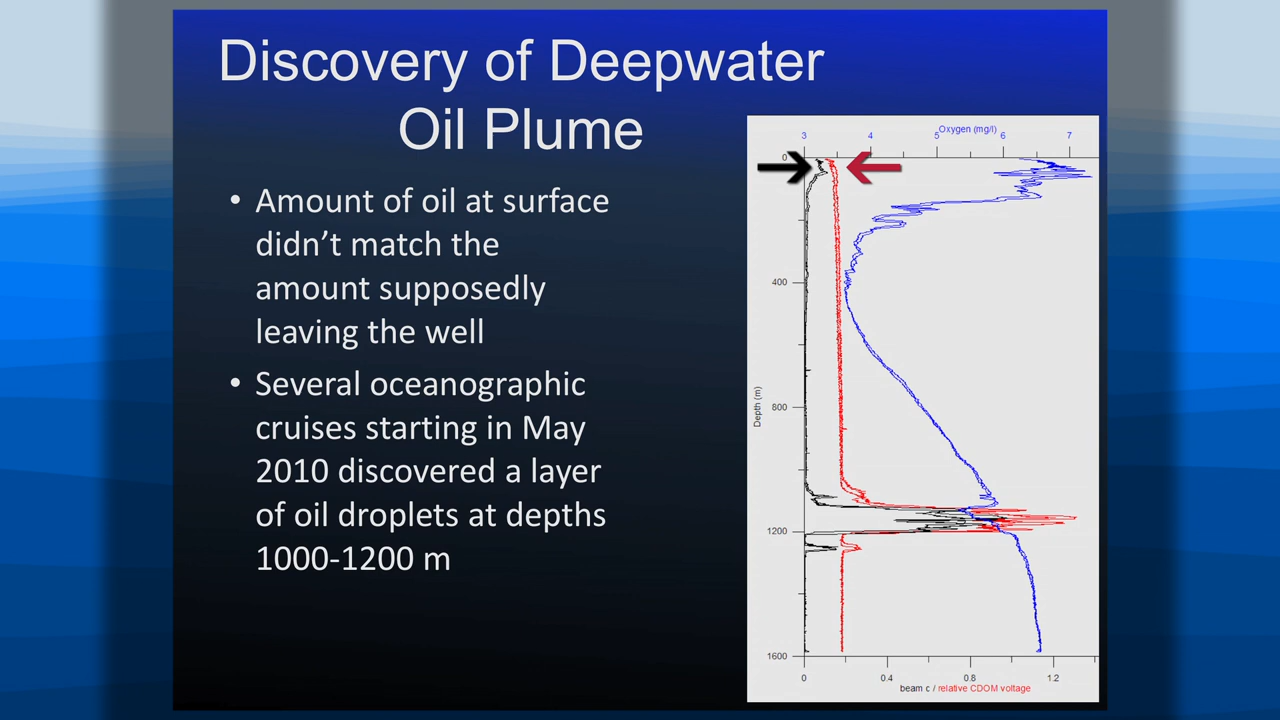 Discovery of Deepwater
Oil Plume
• Amount of oil at surface
didn’t match the
amount supposedly
leaving the well
• Several oceanographic
cruises starting in May
2010 discovered a layer
of oil droplets at depths
1000-1200 m
Oxygen (mg/l)
3 4 5 6 7
0
400
800
1200
1600
Depth (m)
0 0.4 0.8 1.2
beam c / relative CDOM voltage